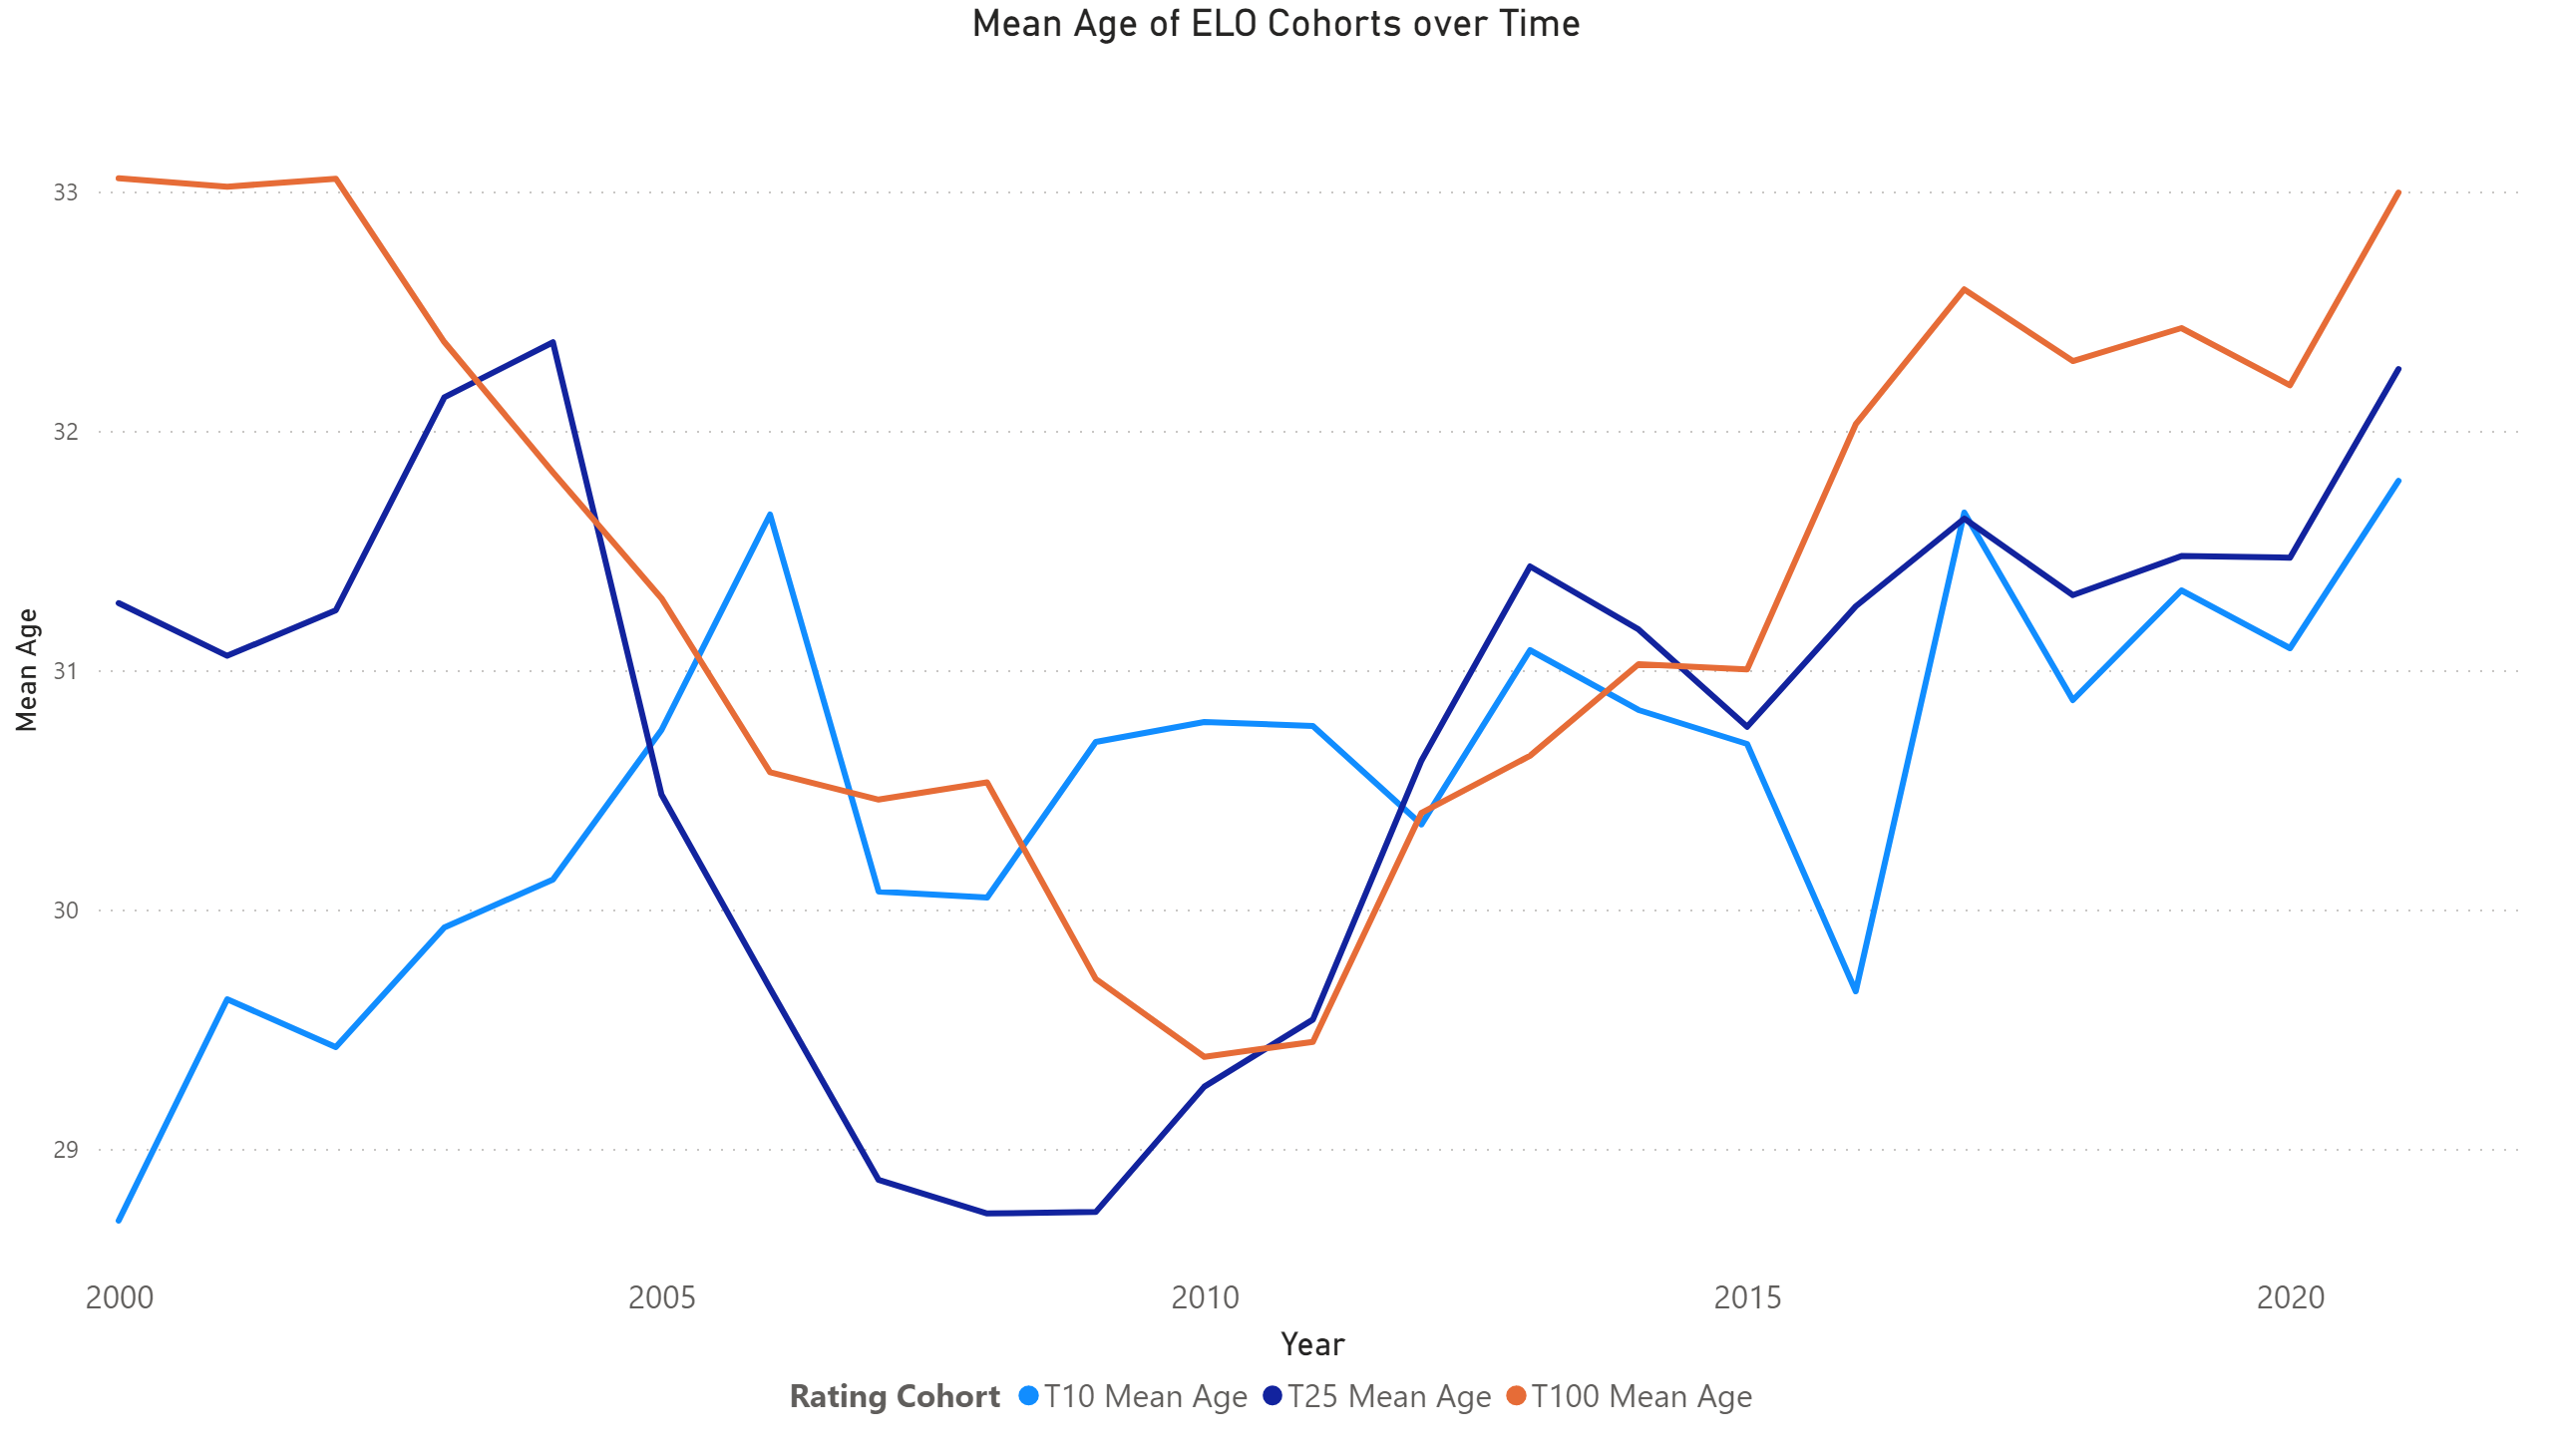 Mean Age of ELO Cohorts over Time
33
32
31
30
29
Mean Age
2000 2005 2010 2015 2020
Year
Rating Cohort T10 Mean Age T25 Mean Age T100 Mean Age